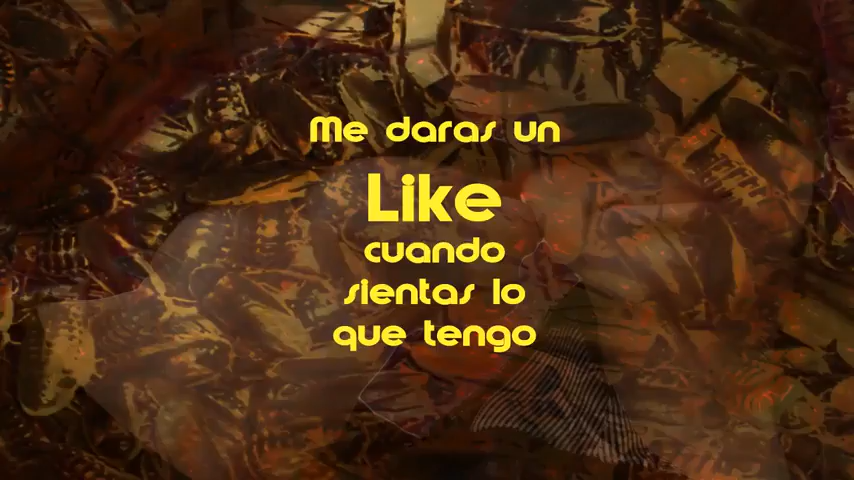 Me daras un
Like
cuando
sientas lo
que tengo